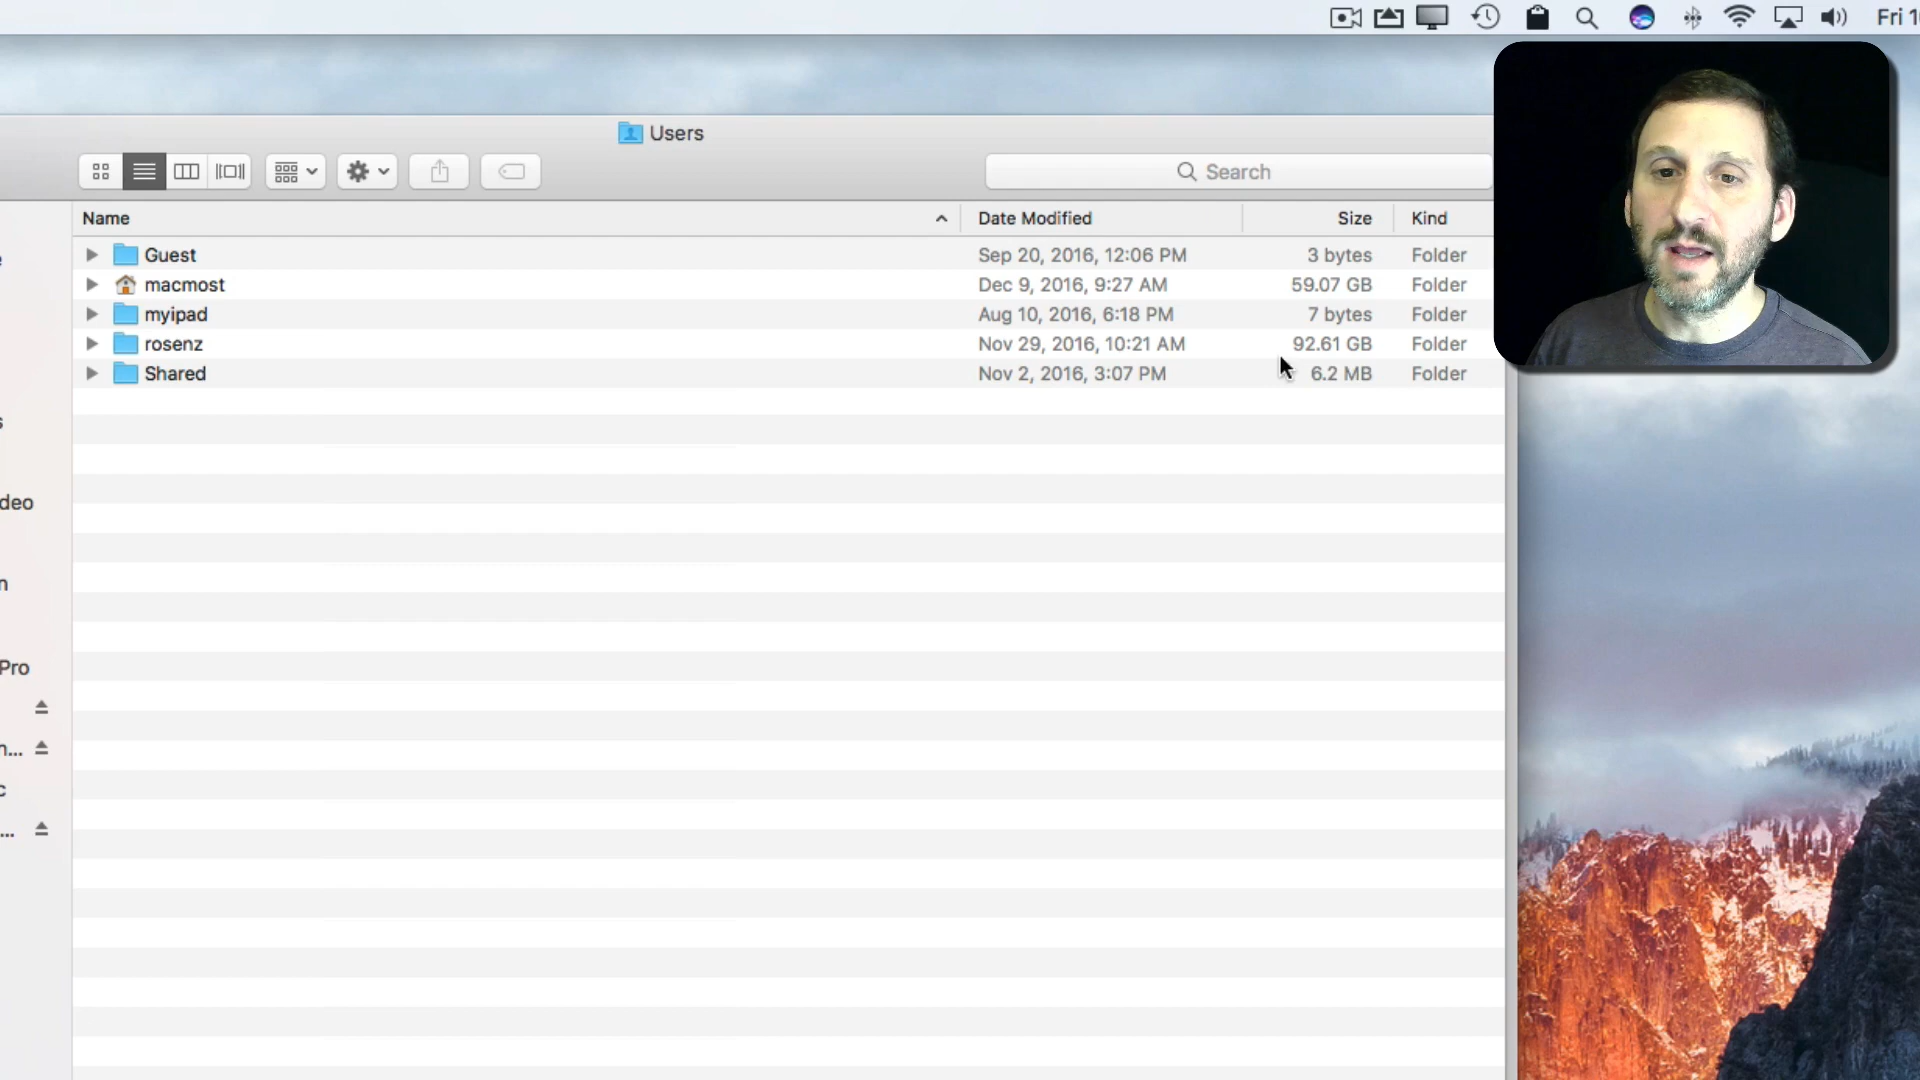 Fri 1
Users
Search
Name Date Modified Size Kind
Guest Sep 20, 2016, 12:06 PM 3 bytes Folder
macmost Dec 9, 2016, 9:27 AM 59.07 GB Folder
myipad Aug 10, 2016, 6:18 PM 7 bytes Folder
rosenz Nov 29, 2016, 10:21 AM 92.61 GB Folder
Shared Nov 2, 2016, 3:07 PM 6.2 MB Folder
deo
n
Pro
n...
c
...